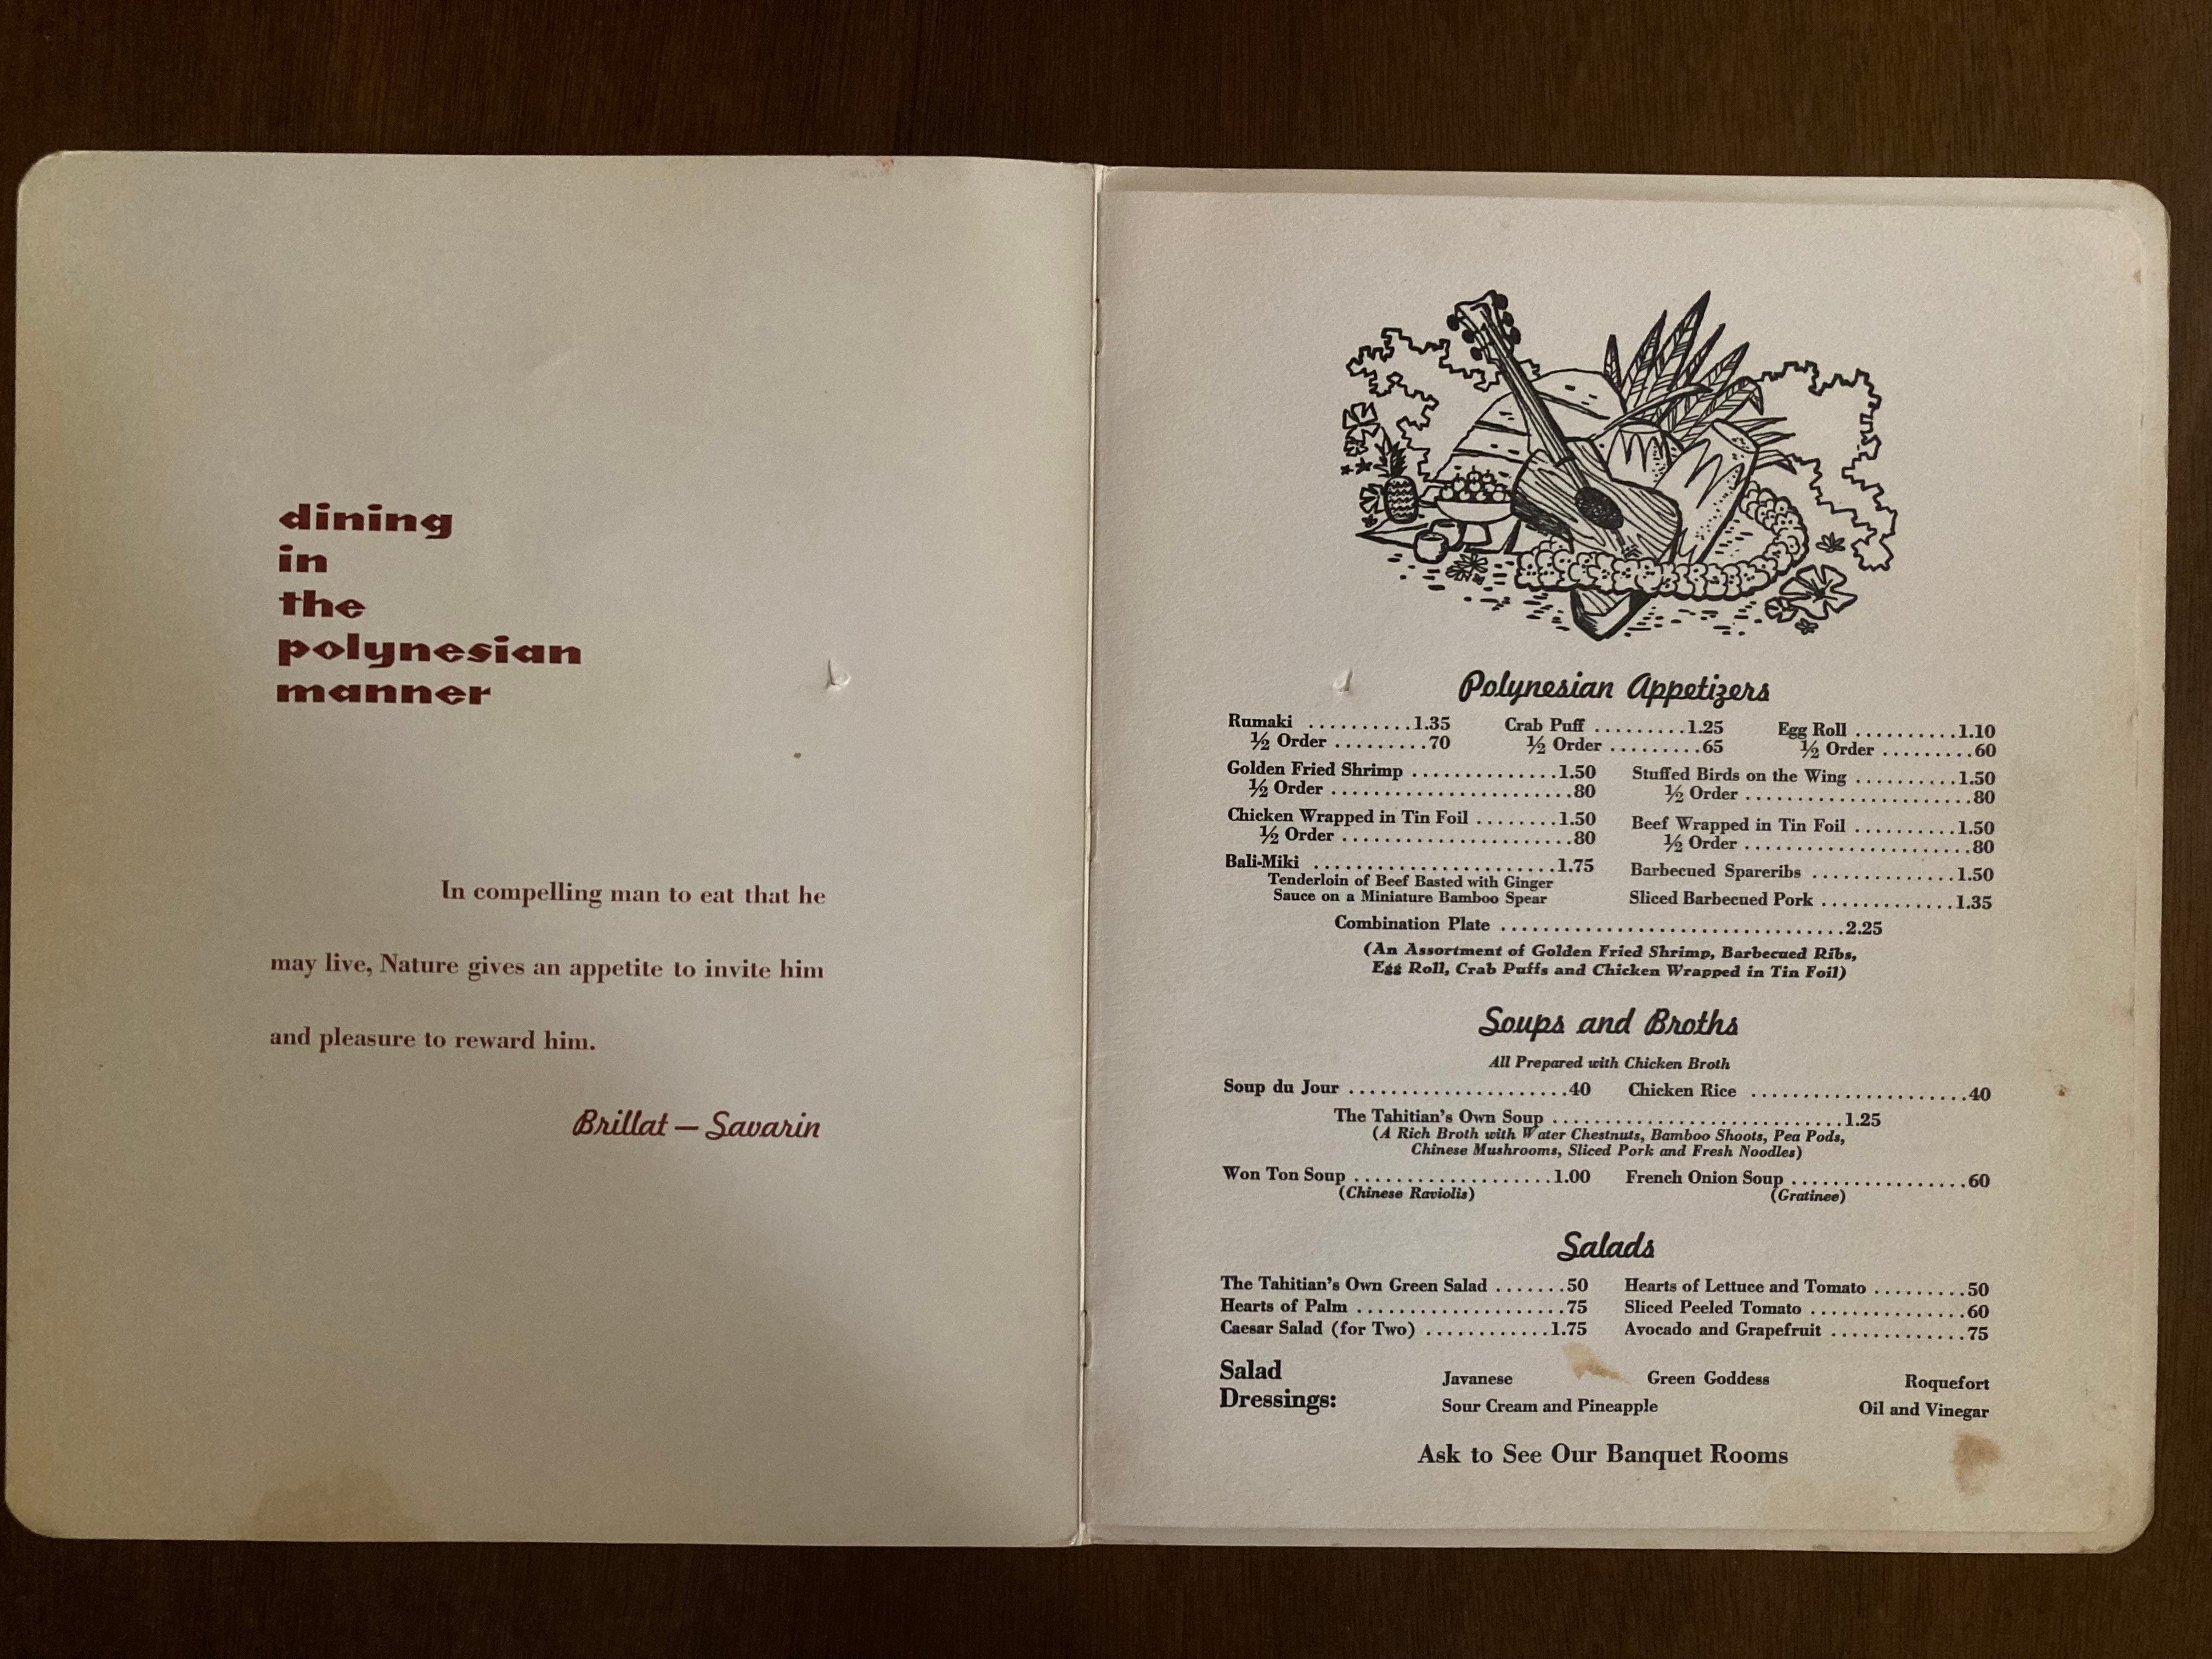 dining
in
the
polynesian
manner
In compelling man to eat that he
may live, Nature gives an appetite to invite him
and pleasure to reward him.
Brillat — Savarin
Polynesian Appetizers
Rumaki ..........1.35 Crab Puff .........1.25 Egg Roll ..........1.10
½ Order .........70 ½ Order .........65 ½ Order .........60
Golden Fried Shrimp ..............1.50 Stuffed Birds on the Wing ..........1.50
½ Order .......................80 ½ Order ......................80
Chicken Wrapped in Tin Foil ........1.50 Beef Wrapped in Tin Foil ..........1.50
½ Order ......................80 ½ Order ......................80
Bali-Miki .......................1.75 Barbecued Spareribs ..............1.50
Tenderloin of Beef Basted with Ginger
Sauce on a Miniature Bamboo Spear Sliced Barbecued Pork .............1.35
Combination Plate .................................2.25
(An Assortment of Golden Fried Shrimp, Barbecued Ribs,
Egg Roll, Crab Puffs and Chicken Wrapped in Tin Foil)
Soups and Broths
All Prepared with Chicken Broth
Soup du Jour .....................40 Chicken Rice .....................40
The Tahitian's Own Soup ............................1.25
(A Rich Broth with Water Chestnuts, Bamboo Shoots, Pea Pods,
Chinese Mushrooms, Sliced Pork and Fresh Noodles)
Won Ton Soup ...................1.00 French Onion Soup .................60
(Chinese Raviolis) (Gratinee)
Salads
The Tahitian's Own Green Salad .......50 Hearts of Lettuce and Tomato .........50
Hearts of Palm ....................75 Sliced Peeled Tomato ...............60
Caesar Salad (for Two) ............1.75 Avocado and Grapefruit .............75
Salad
Dressings:
Javanese Green Goddess Roquefort
Sour Cream and Pineapple Oil and Vinegar
Ask to See Our Banquet Rooms